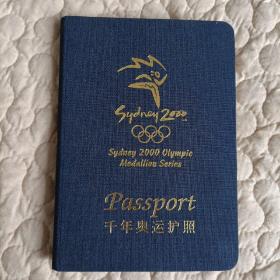 Sydney 2000
Sydney 2000 Olympic
Medallion Series
Passport
千年奥运护照